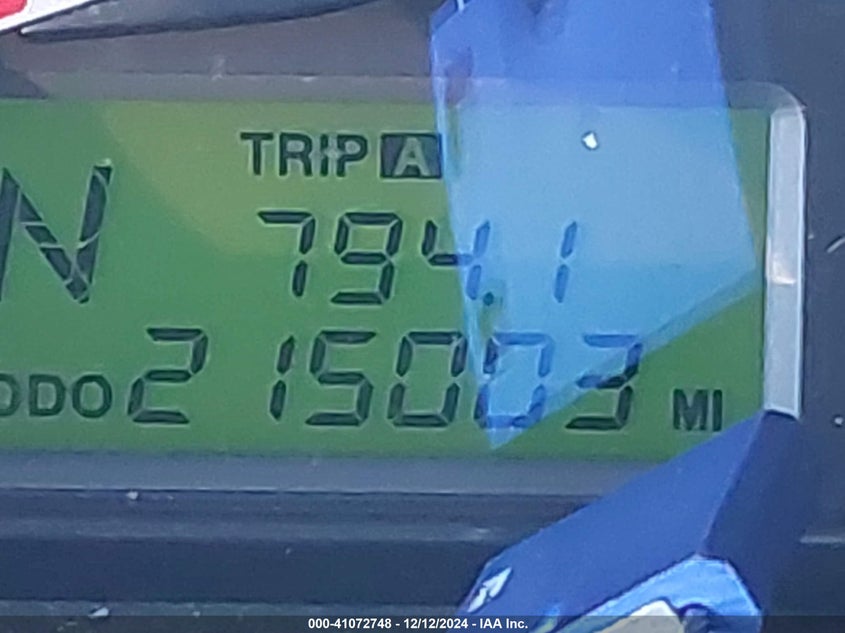 TRIP A
N
794.1
ODO 215003 MI
000-41072748 - 12/12/2024 - IAA Inc.